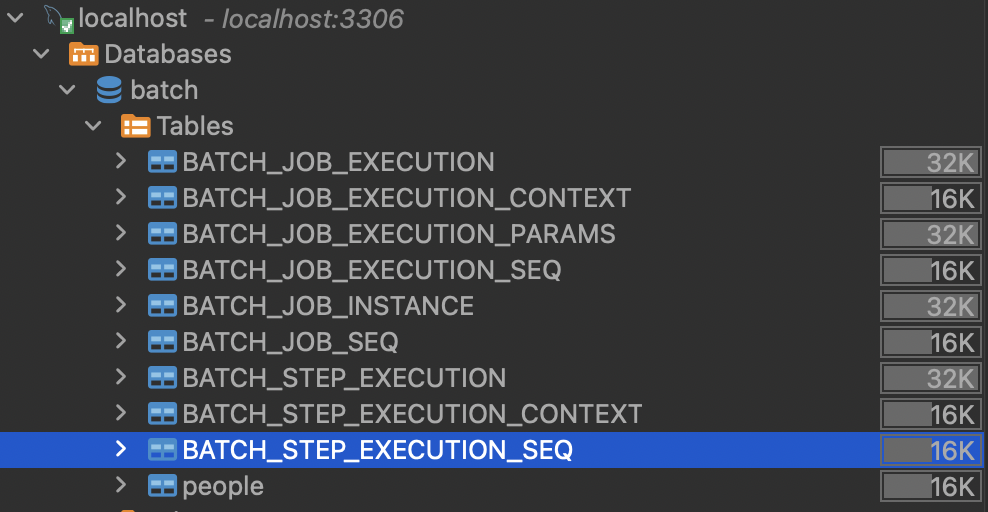 localhost - localhost:3306
Databases
batch
Tables
BATCH_JOB_EXECUTION 32K
BATCH_JOB_EXECUTION_CONTEXT 16K
BATCH_JOB_EXECUTION_PARAMS 32K
BATCH_JOB_EXECUTION_SEQ 16K
BATCH_JOB_INSTANCE 32K
BATCH_JOB_SEQ 16K
BATCH_STEP_EXECUTION 32K
BATCH_STEP_EXECUTION_CONTEXT 16K
BATCH_STEP_EXECUTION_SEQ 16K
people 16K